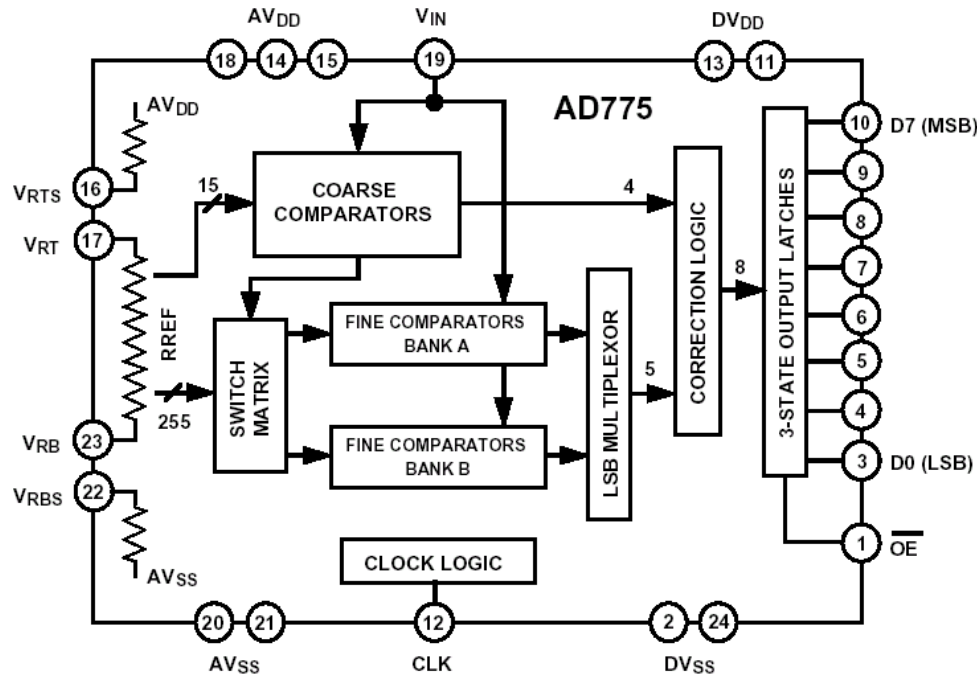 AVDD
VIN
DVDD
18
14
15
19
13
11
AVDD
AD775
10
D7 (MSB)
16
VRTS
15
COARSE
COMPARATORS
4
9
17
VRT
8
CORRECTION LOGIC
8
3-STATE OUTPUT LATCHES
7
RREF
FINE COMPARATORS
BANK A
6
SWITCH
MATRIX
LSB MULTIPLEXOR
5
5
255
4
23
VRB
FINE COMPARATORS
BANK B
3
D0 (LSB)
22
VRBS
1
OE
AVSS
CLOCK LOGIC
20
21
12
2
24
AVSS
CLK
DVSS